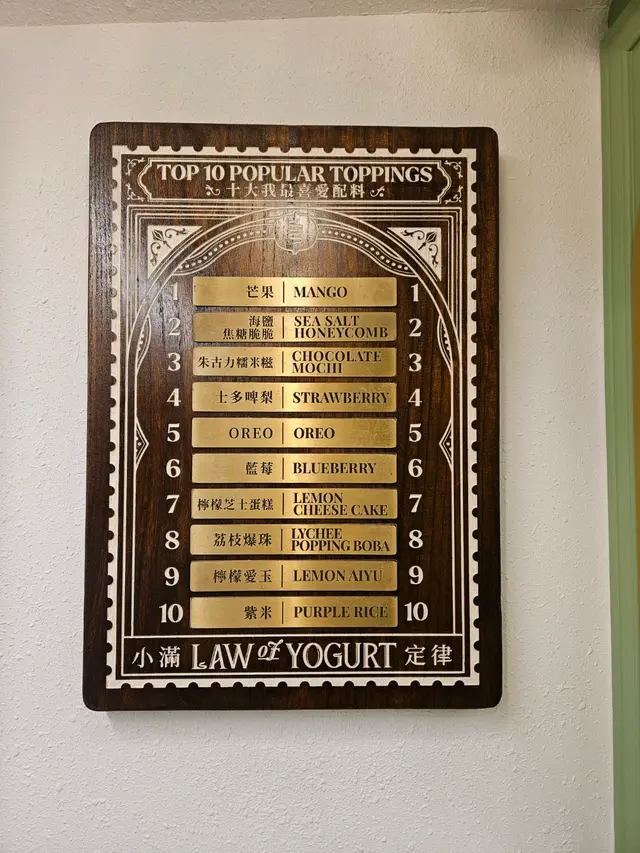 TOP 10 POPULAR TOPPINGS
十大我最喜愛配料
1 芒果 MANGO 1
2 海鹽 SEA SALT 2
焦糖脆脆 HONEYCOMB
3 朱古力糯米糍 CHOCOLATE 3
MOCHI
4 士多啤梨 STRAWBERRY 4
5 OREO OREO 5
6 藍莓 BLUEBERRY 6
7 檸檬芝士蛋糕 LEMON 7
CHEESE CAKE
8 荔枝爆珠 LYCHEE 8
POPPING BOBA
9 檸檬愛玉 LEMON AIYU 9
10 紫米 PURPLE RICE 10
小滿 LAW of YOGURT 定律